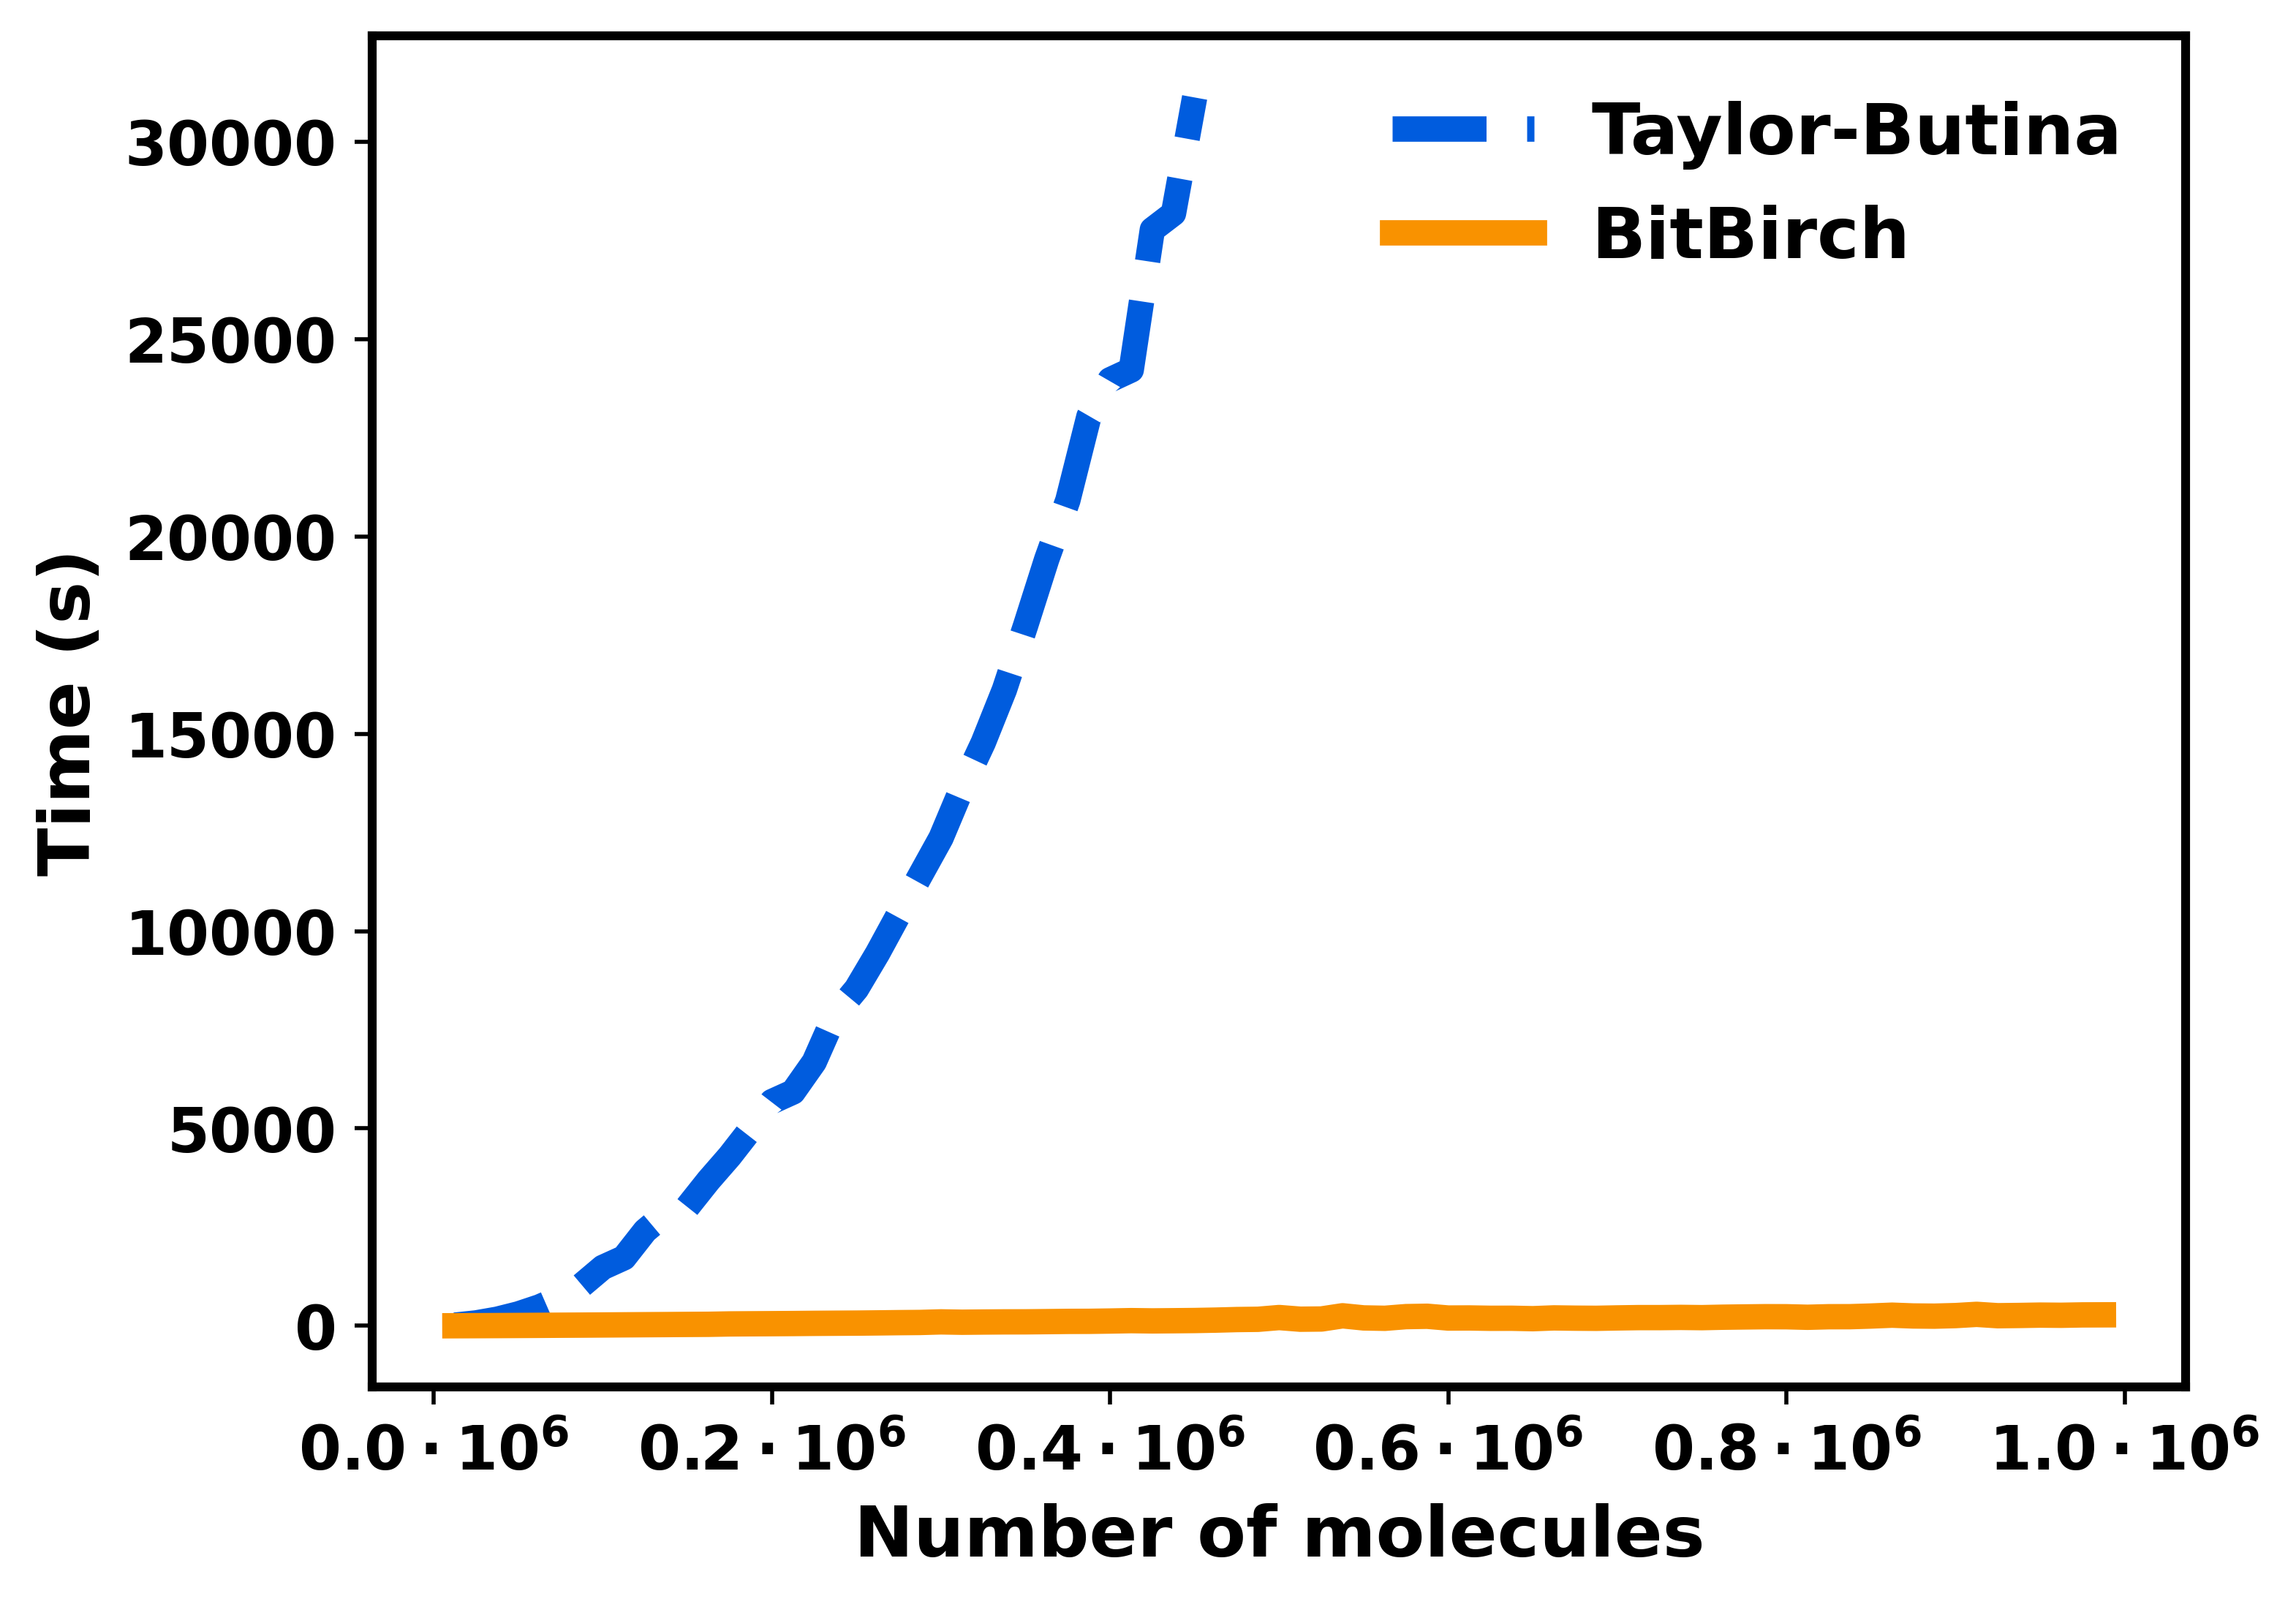 Taylor-Butina
BitBirch
30000
25000
20000
15000
10000
5000
0
Time (s)
0.0 · 10⁶ 0.2 · 10⁶ 0.4 · 10⁶ 0.6 · 10⁶ 0.8 · 10⁶ 1.0 · 10⁶
Number of molecules